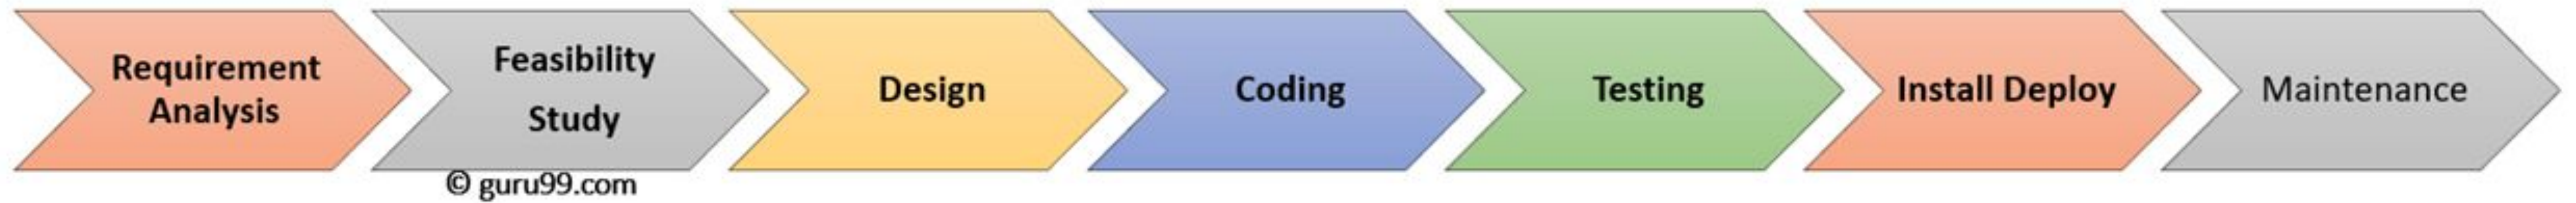 Requirement
Analysis
Feasibility
Study
Design
Coding
Testing
Install Deploy
Maintenance
© guru99.com